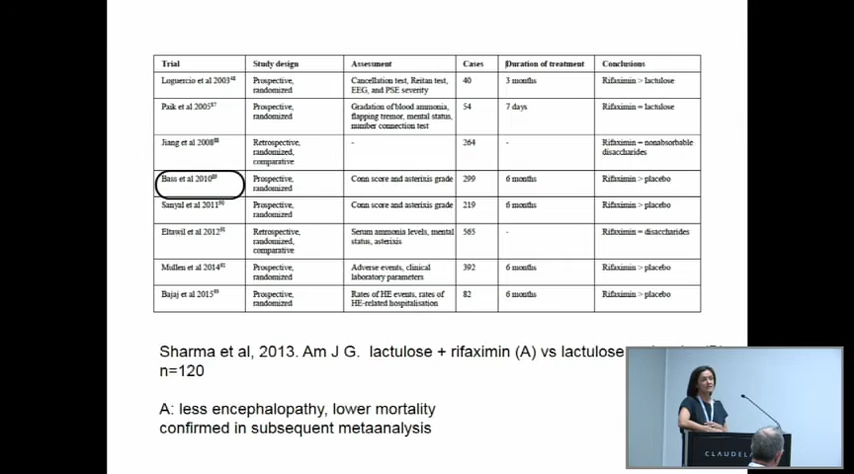 Trial Study design Assessment Cases Duration of treatment Conclusions
Loguercio et al 2003 Prospective, randomized Cancellation test, Reitan test, EEG, and PSE severity 40 3 months Rifaximin > lactulose
Paik et al 2005 Prospective, randomized Gradation of blood ammonia, flapping tremor, mental status, number connection test 54 7 days Rifaximin = lactulose
Jiang et al 2008 Retrospective, randomized, comparative - 264 - Rifaximin = nonabsorbable disaccharides
Bass et al 2010 Prospective, randomized Conn score and asterixis grade 299 6 months Rifaximin > placebo
Sanyal et al 2011 Prospective, randomized Conn score and asterixis grade 219 6 months Rifaximin > placebo
Eltawil et al 2012 Retrospective, randomized, comparative Serum ammonia levels, mental status, asterixis 565 - Rifaximin = disaccharides
Mullen et al 2014 Prospective, randomized Adverse events, clinical laboratory parameters 392 6 months Rifaximin > placebo
Bajaj et al 2015 Prospective, randomized Rates of HE events, rates of HE-related hospitalisation 82 6 months Rifaximin > placebo
Sharma et al, 2013. Am J G. lactulose + rifaximin (A) vs lactulose
n=120
A: less encephalopathy, lower mortality
confirmed in subsequent metaanalysis
CLAUDEL